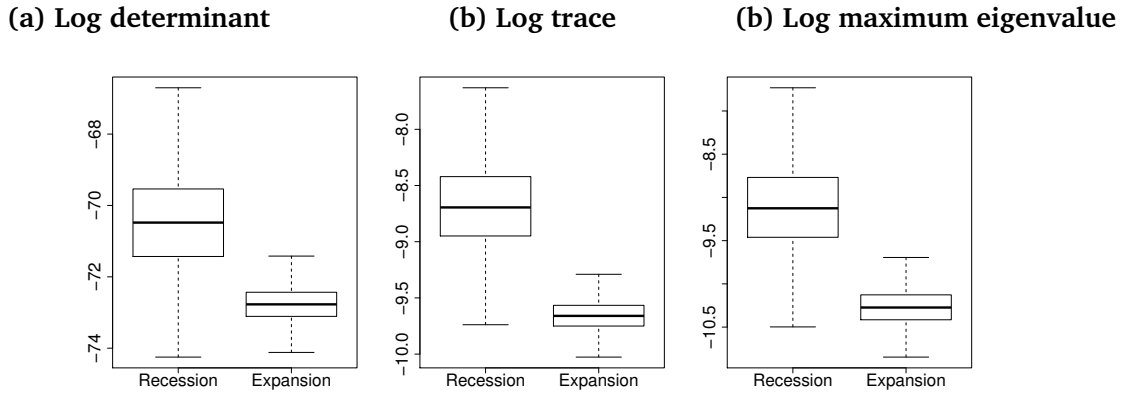 (a) Log determinant
(b) Log trace
(b) Log maximum eigenvalue
−68
−70
−72
−74
Recession Expansion
−8.0
−8.5
−9.0
−9.5
−10.0
Recession Expansion
−8.5
−9.5
−10.5
Recession Expansion